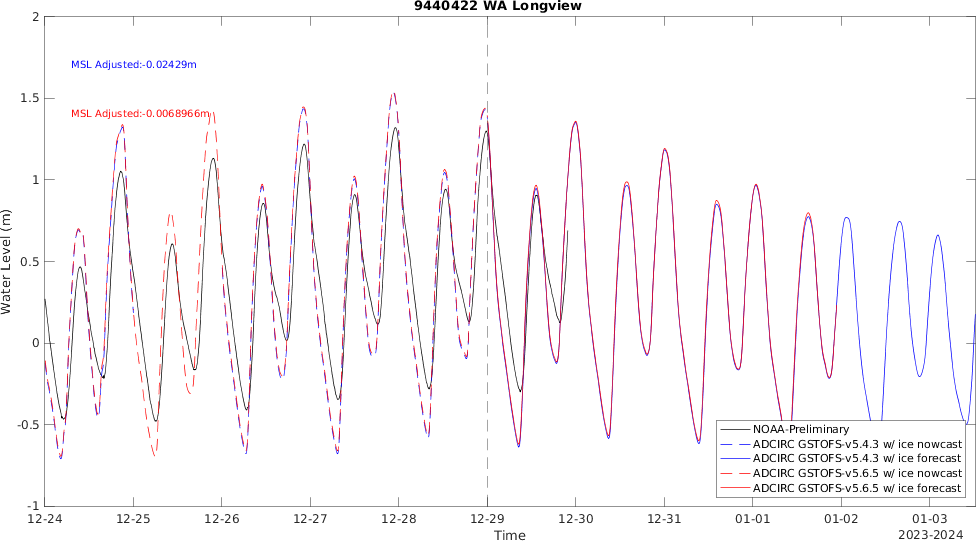 9440422 WA Longview
MSL Adjusted:-0.02429m
MSL Adjusted:-0.0068966m
Water Level (m)
2
1.5
1
0.5
0
-0.5
-1
12-24
12-25
12-26
12-27
12-28
12-29
12-30
12-31
01-01
01-02
01-03
Time
2023-2024
NOAA-Preliminary
ADCIRC GSTOFS-v5.4.3 w/ ice nowcast
ADCIRC GSTOFS-v5.4.3 w/ ice forecast
ADCIRC GSTOFS-v5.6.5 w/ ice nowcast
ADCIRC GSTOFS-v5.6.5 w/ ice forecast